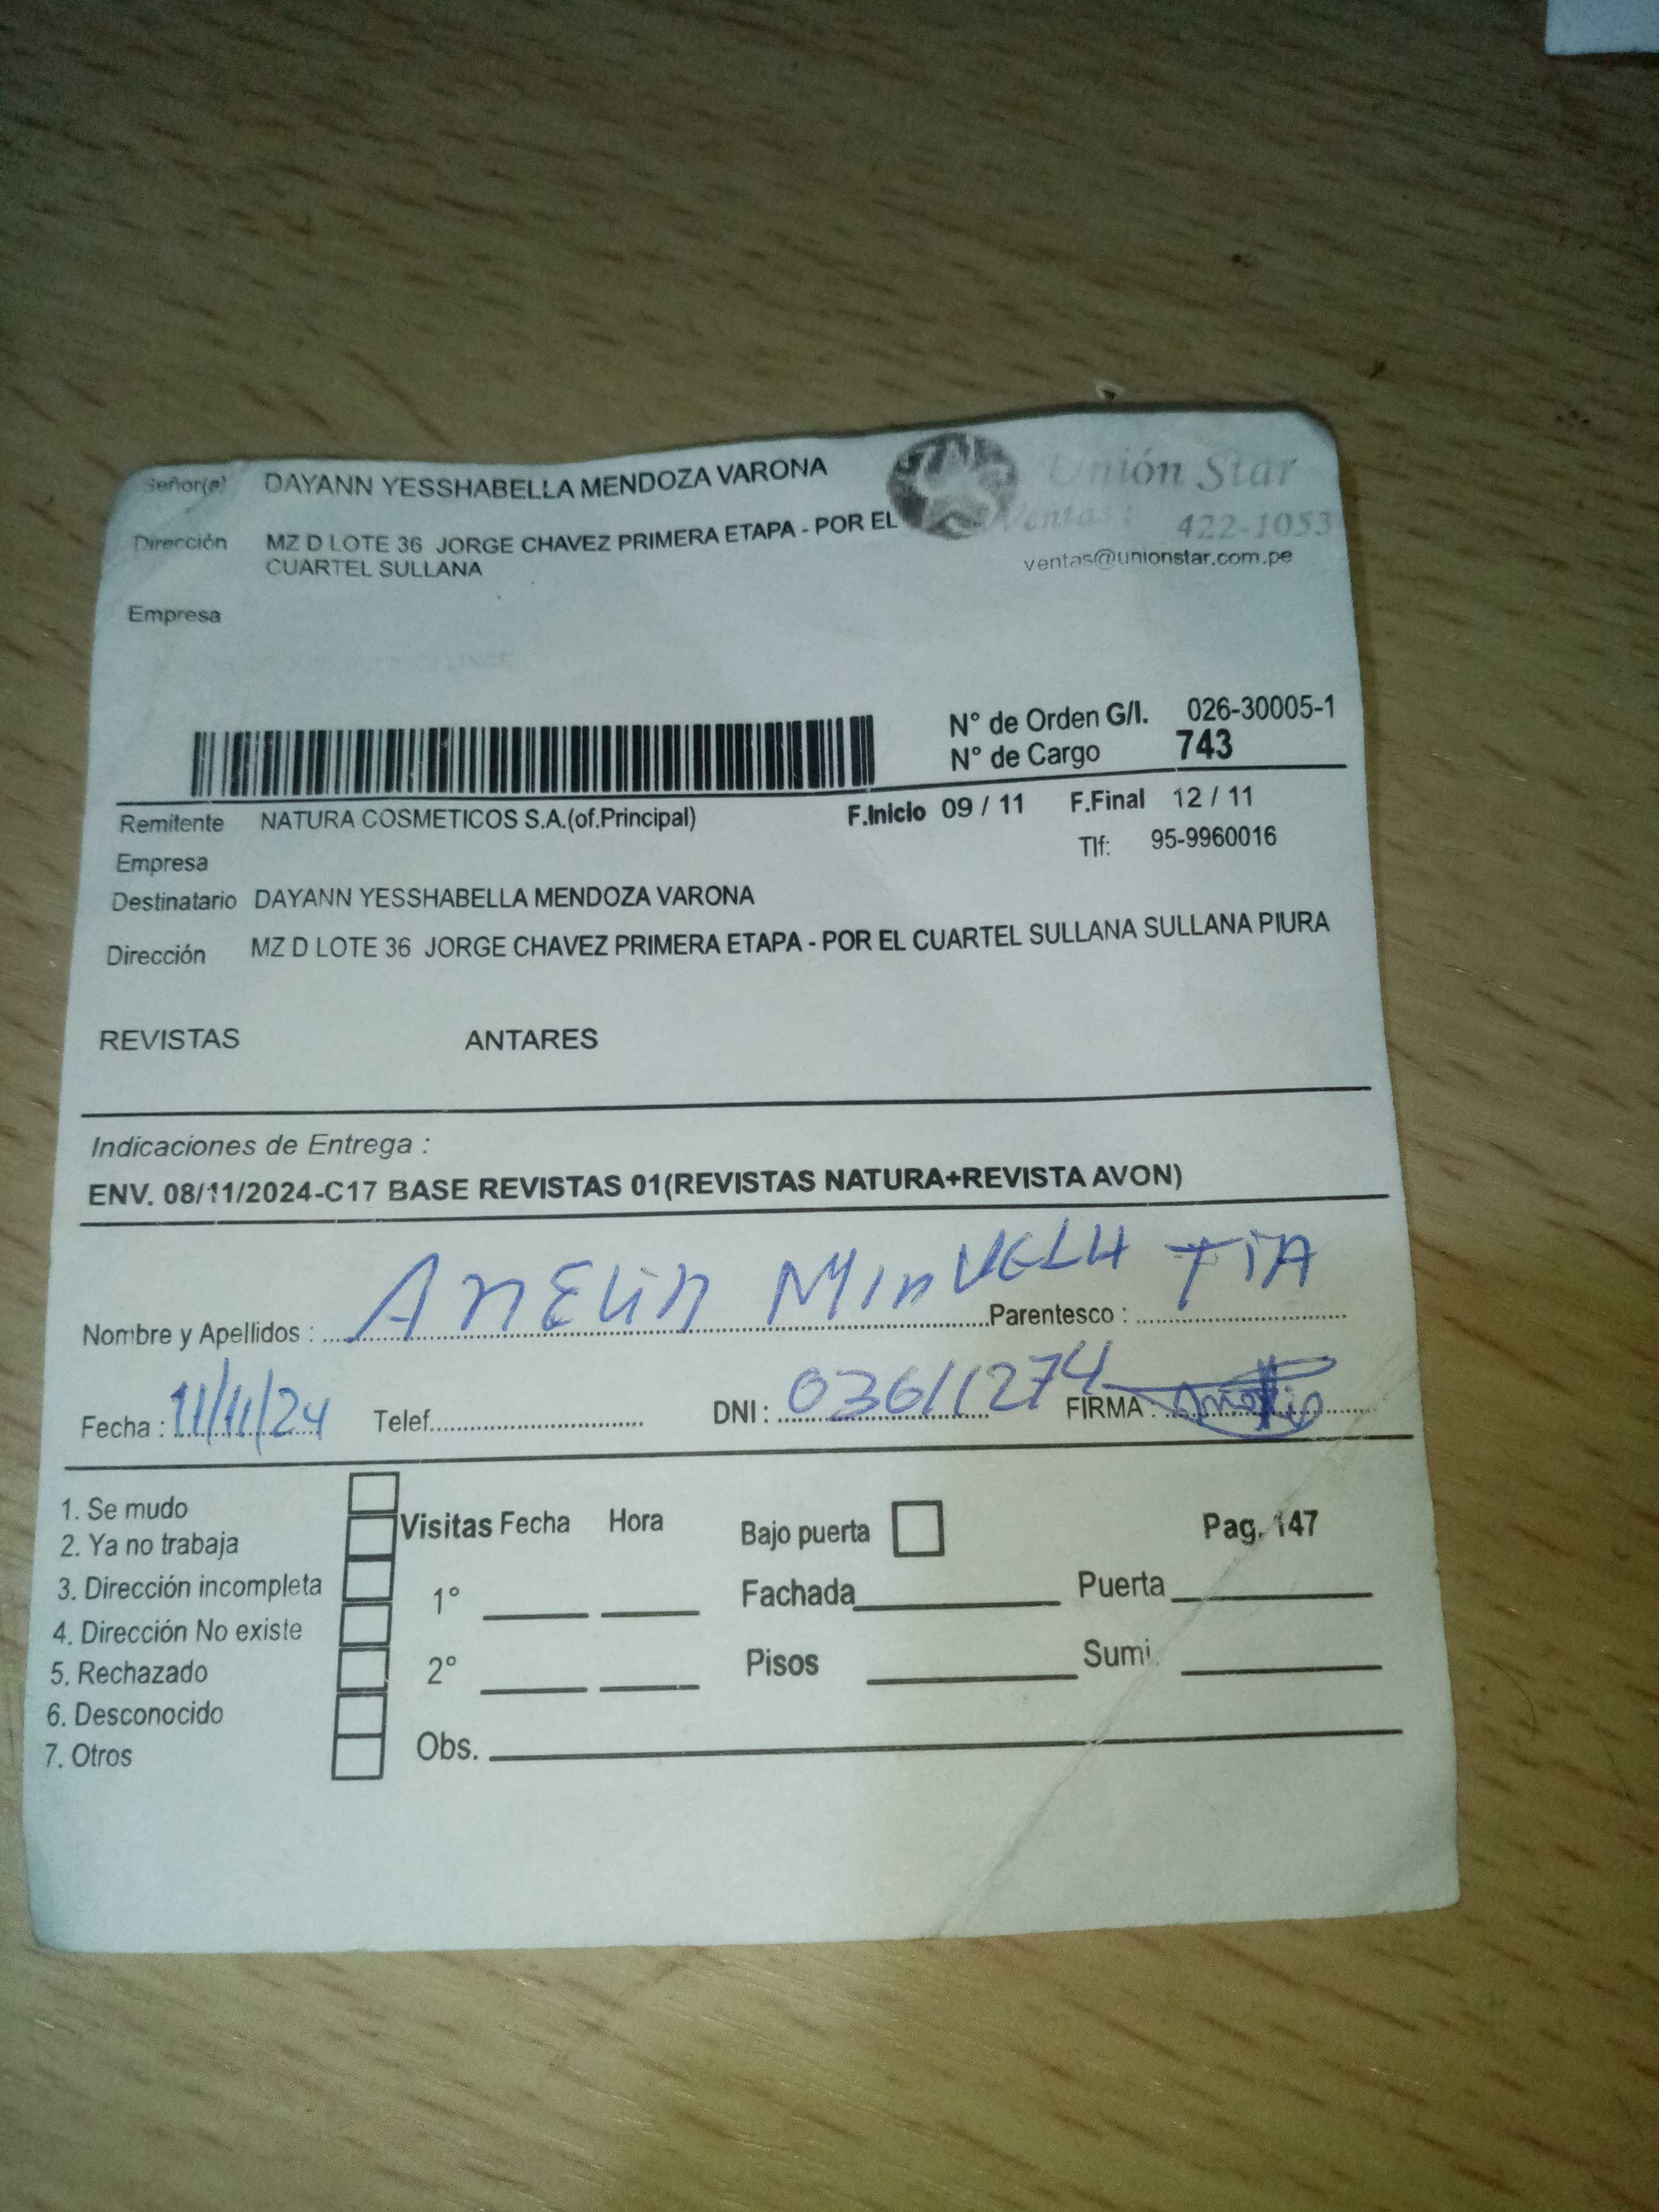 Señor(a) DAYANN YESSHABELLA MENDOZA VARONA
Unión Star
Dirección MZ D LOTE 36 JORGE CHAVEZ PRIMERA ETAPA - POR EL
CUARTEL SULLANA
Ventas: 422-1053
ventas@unionstar.com.pe
Empresa
N° de Orden G/I. 026-30005-1
N° de Cargo 743
Remitente NATURA COSMETICOS S.A.(of.Principal) F.Inicio 09 / 11 F.Final 12 / 11
Empresa Tlf: 95-9960016
Destinatario DAYANN YESSHABELLA MENDOZA VARONA
Dirección MZ D LOTE 36 JORGE CHAVEZ PRIMERA ETAPA - POR EL CUARTEL SULLANA SULLANA PIURA
REVISTAS ANTARES
Indicaciones de Entrega :
ENV. 08/11/2024-C17 BASE REVISTAS 01(REVISTAS NATURA+REVISTA AVON)
Nombre y Apellidos : Parentesco : TIA
Fecha : 11/11/24 Telef. DNI : 03611274 FIRMA :
1. Se mudo
2. Ya no trabaja
3. Dirección incompleta
4. Dirección No existe
5. Rechazado
6. Desconocido
7. Otros
Visitas Fecha Hora Bajo puerta Pag. 147
1° Fachada Puerta
2° Pisos Sumi.
Obs.